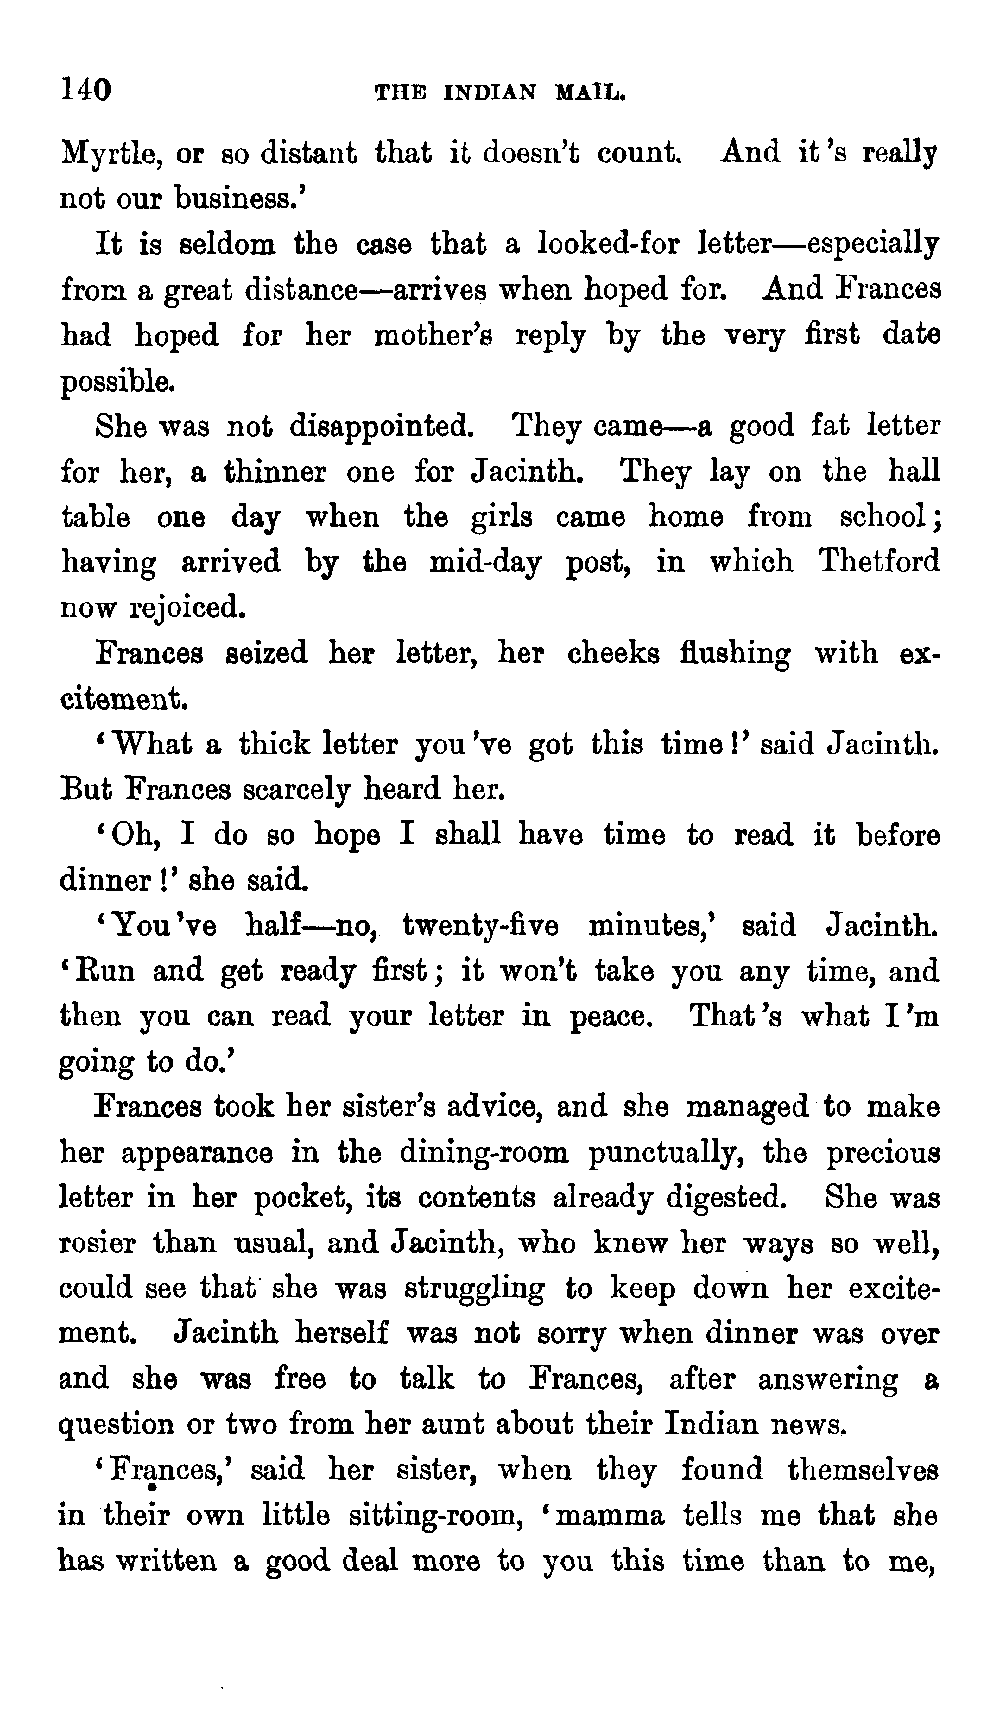 140 THE INDIAN MAIL.
Myrtle, or so distant that it doesn't count. And it's really
not our business.'
It is seldom the case that a looked-for letter—especially
from a great distance—arrives when hoped for. And Frances
had hoped for her mother's reply by the very first date
possible.
She was not disappointed. They came—a good fat letter
for her, a thinner one for Jacinth. They lay on the hall
table one day when the girls came home from school;
having arrived by the mid-day post, in which Thetford
now rejoiced.
Frances seized her letter, her cheeks flushing with ex-
citement.
'What a thick letter you've got this time!' said Jacinth.
But Frances scarcely heard her.
'Oh, I do so hope I shall have time to read it before
dinner!' she said.
'You've half—no, twenty-five minutes,' said Jacinth.
'Run and get ready first; it won't take you any time, and
then you can read your letter in peace. That's what I'm
going to do.'
Frances took her sister's advice, and she managed to make
her appearance in the dining-room punctually, the precious
letter in her pocket, its contents already digested. She was
rosier than usual, and Jacinth, who knew her ways so well,
could see that she was struggling to keep down her excite-
ment. Jacinth herself was not sorry when dinner was over
and she was free to talk to Frances, after answering a
question or two from her aunt about their Indian news.
'Frances,' said her sister, when they found themselves
in their own little sitting-room, 'mamma tells me that she
has written a good deal more to you this time than to me,